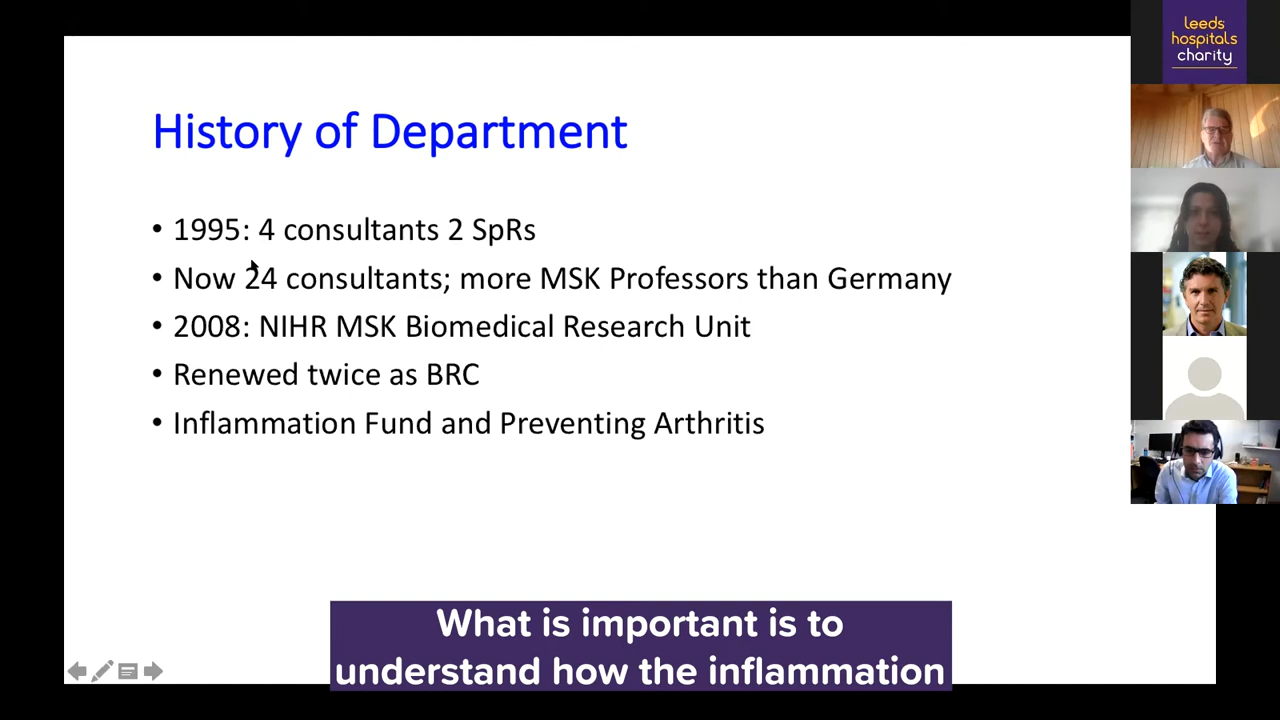 leeds
hospitals
charity
History of Department
• 1995: 4 consultants 2 SpRs
• Now 24 consultants; more MSK Professors than Germany
• 2008: NIHR MSK Biomedical Research Unit
• Renewed twice as BRC
• Inflammation Fund and Preventing Arthritis
What is important is to
understand how the inflammation